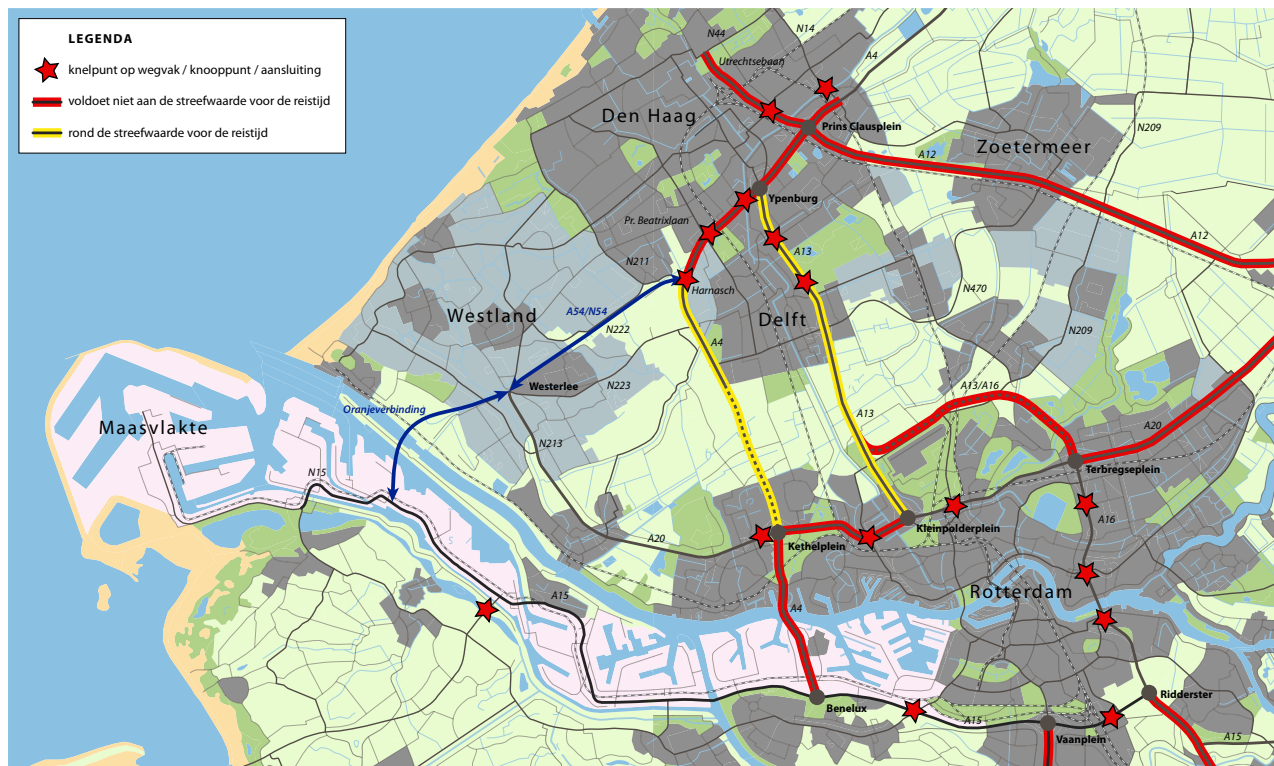 LEGENDA
knelpunt op wegvak / knooppunt / aansluiting
voldoet niet aan de streefwaarde voor de reistijd
rond de streefwaarde voor de reistijd
N44
N14
A4
Utrechtsebaan
Den Haag
Prins Clausplein
N209
Zoetermeer
A12
Ypenburg
Pr. Beatrixlaan
A13
A12
N211
Harnasch
N470
Westland
A54/N54
N222
Delft
N209
A4
Westerlee
N223
A13/A16
Oranjeverbinding
A13
Maasvlakte
N213
A20
N15
Terbregseplein
A20
Kleinpolderplein
A16
Kethelplein
Rotterdam
A15
A4
Ridderster
Benelux
A15
Vaanplein
A15